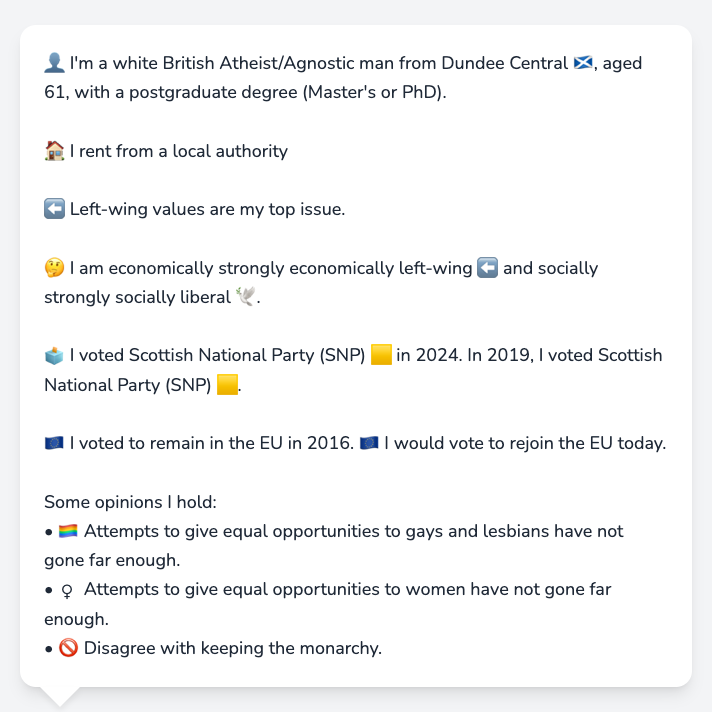 👤 I'm a white British Atheist/Agnostic man from Dundee Central 🏴󠁧󠁢󠁳󠁣󠁴󠁿, aged
61, with a postgraduate degree (Master's or PhD).
🏠 I rent from a local authority
⬅️ Left-wing values are my top issue.
🤔 I am economically strongly economically left-wing ⬅️ and socially
strongly socially liberal 🕊️.
🗳️ I voted Scottish National Party (SNP) 🟨 in 2024. In 2019, I voted Scottish
National Party (SNP) 🟨.
🇪🇺 I voted to remain in the EU in 2016. 🇪🇺 I would vote to rejoin the EU today.
Some opinions I hold:
• 🏳️‍🌈 Attempts to give equal opportunities to gays and lesbians have not
gone far enough.
• ♀ Attempts to give equal opportunities to women have not gone far
enough.
• 🚫 Disagree with keeping the monarchy.